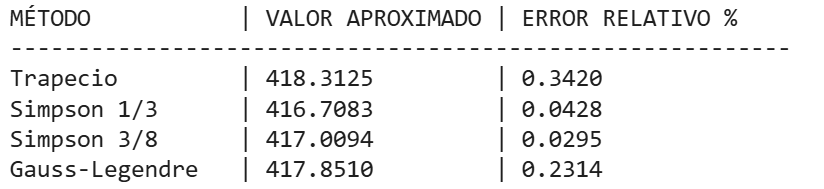 MÉTODO | VALOR APROXIMADO | ERROR RELATIVO %
----------------------------------------------------------
Trapecio | 418.3125 | 0.3420
Simpson 1/3 | 416.7083 | 0.0428
Simpson 3/8 | 417.0094 | 0.0295
Gauss-Legendre | 417.8510 | 0.2314